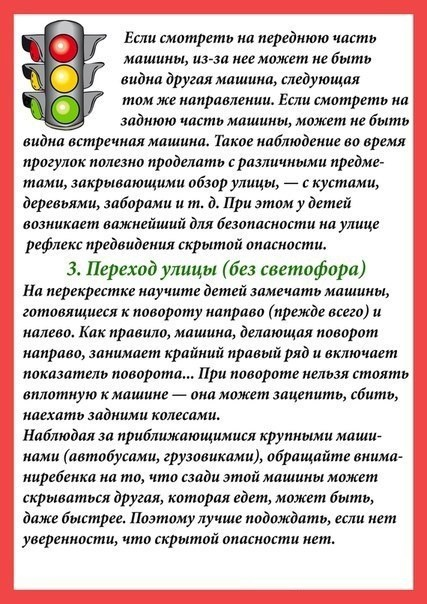 Если смотреть на переднюю часть
машины, из-за нее может не быть
видна другая машина, следующая
том же направлении. Если смотреть на
заднюю часть машины, может не быть
видна встречная машина. Такое наблюдение во время
прогулок полезно проделать с различными предме-
тами, закрывающими обзор улицы, — с кустами,
деревьями, заборами и т. д. При этом у детей
возникает важнейший для безопасности на улице
рефлекс предвидения скрытой опасности.
3. Переход улицы (без светофора)
На перекрестке научите детей замечать машины,
готовящиеся к повороту направо (прежде всего) и
налево. Как правило, машина, делающая поворот
направо, занимает крайний правый ряд и включает
показатель поворота... При повороте нельзя стоять
вплотную к машине — она может зацепить, сбить,
наехать задними колесами.
Наблюдая за приближающимися крупными маши-
нами (автобусами, грузовиками), обращайте внима-
ниребенка на то, что сзади этой машины может
скрываться другая, которая едет, может быть,
даже быстрее. Поэтому лучше подождать, если нет
уверенности, что скрытой опасности нет.